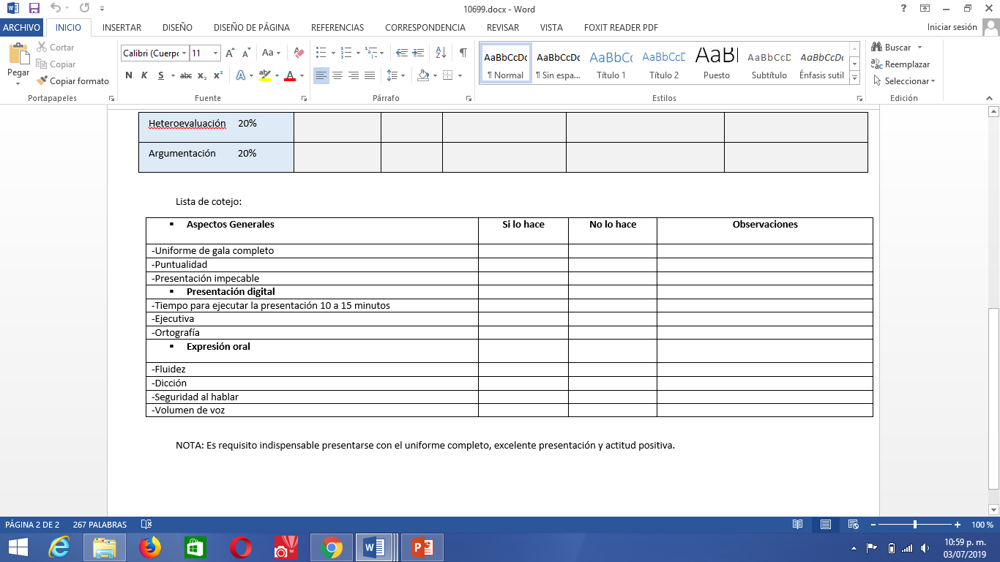 10699.docx - Word
ARCHIVO INICIO INSERTAR DISEÑO DISEÑO DE PÁGINA REFERENCIAS CORRESPONDENCIA REVISAR VISTA FOXIT READER PDF Iniciar sesión
Pegar
Cortar
Copiar
Copiar formato
Portapapeles
Calibri (Cuerpo 11
N K S abc x₂ x²
Fuente
Párrafo
AaBbCcDc AaBbCcDc AaBbCc AaBbCcD AaB AaBbCcD AaBbCcDc
¶ Normal ¶ Sin espa... Título 1 Título 2 Puesto Subtítulo Énfasis sutil
Estilos
Buscar
Reemplazar
Seleccionar
Edición
Heteroevaluación 20%
Argumentación 20%
Lista de cotejo:
▪ Aspectos Generales Si lo hace No lo hace Observaciones
-Uniforme de gala completo
-Puntualidad
-Presentación impecable
▪ Presentación digital
-Tiempo para ejecutar la presentación 10 a 15 minutos
-Ejecutiva
-Ortografía
▪ Expresión oral
-Fluidez
-Dicción
-Seguridad al hablar
-Volumen de voz
NOTA: Es requisito indispensable presentarse con el uniforme completo, excelente presentación y actitud positiva.
PÁGINA 2 DE 2 267 PALABRAS 100 %
10:59 p. m.
03/07/2019